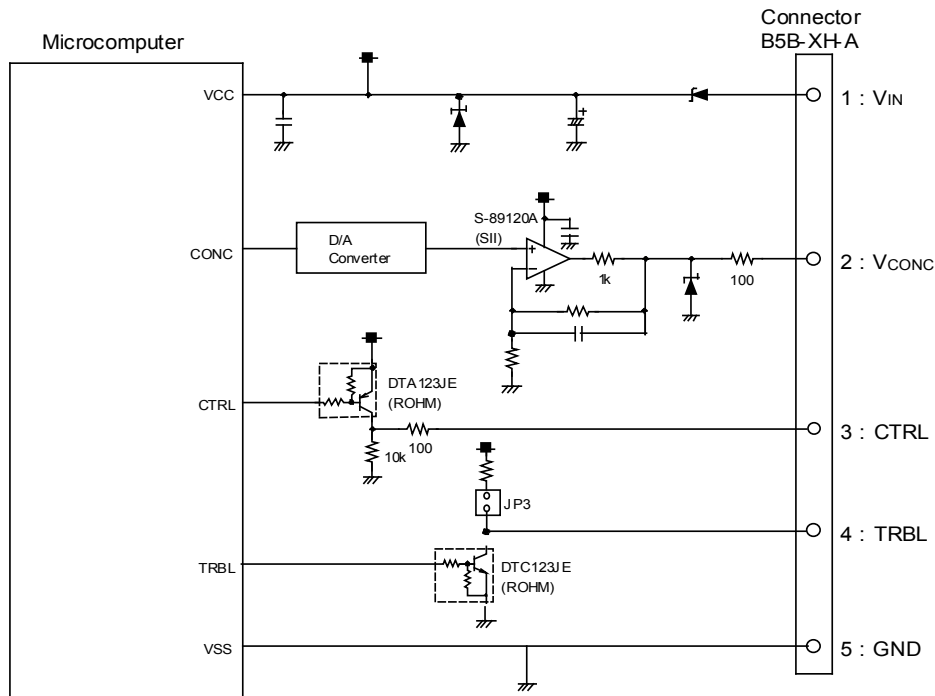 Microcomputer
Connector
B5B-XH-A
VCC
1 : VIN
S-89120A
(SII)
D/A
Converter
CONC
+
−
1k
100
2 : VCONC
DTA123JE
(ROHM)
CTRL
10k
100
3 : CTRL
JP3
4 : TRBL
TRBL
DTC123JE
(ROHM)
VSS
5 : GND